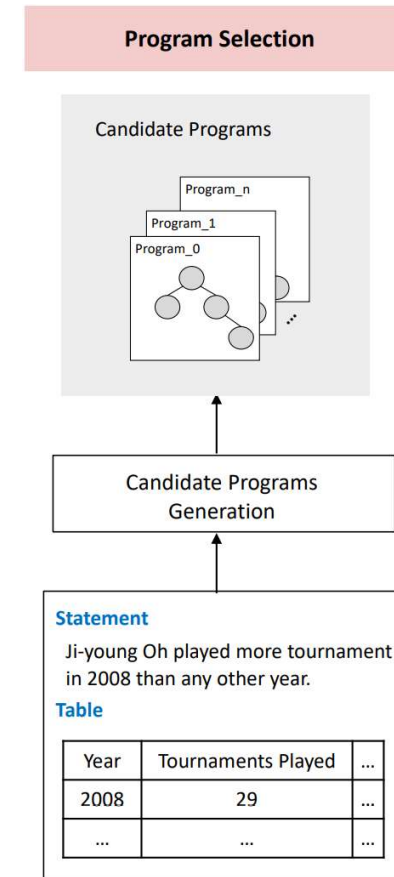 Program Selection
Candidate Programs
Program_n
Program_1
Program_0
...
Candidate Programs
Generation
Statement
Ji-young Oh played more tournament
in 2008 than any other year.
Table
Year Tournaments Played ...
2008 29 ...
... ... ...